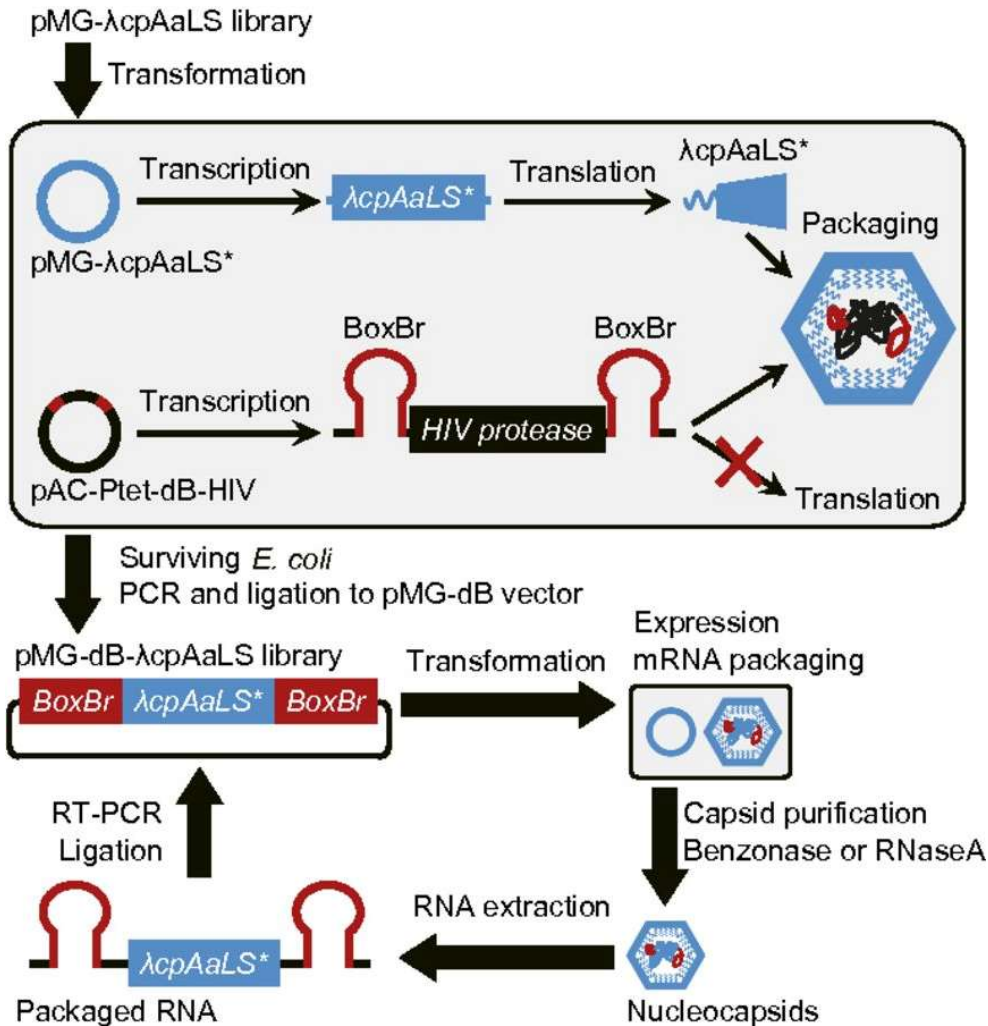 pMG-λcpAaLS library
Transformation
Transcription
λcpAaLS*
Translation
λcpAaLS*
pMG-λcpAaLS*
Packaging
BoxBr
BoxBr
Transcription
HIV protease
pAC-Ptet-dB-HIV
Translation
Surviving E. coli
PCR and ligation to pMG-dB vector
pMG-dB-λcpAaLS library
BoxBr λcpAaLS* BoxBr
Transformation
Expression
mRNA packaging
Capsid purification
Benzonase or RNaseA
RT-PCR
Ligation
RNA extraction
λcpAaLS*
Packaged RNA
Nucleocapsids